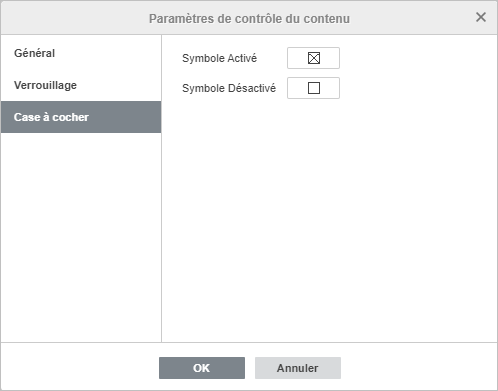 Paramètres de contrôle du contenu
Général
Verrouillage
Case à cocher
Symbole Activé
Symbole Désactivé
OK
Annuler